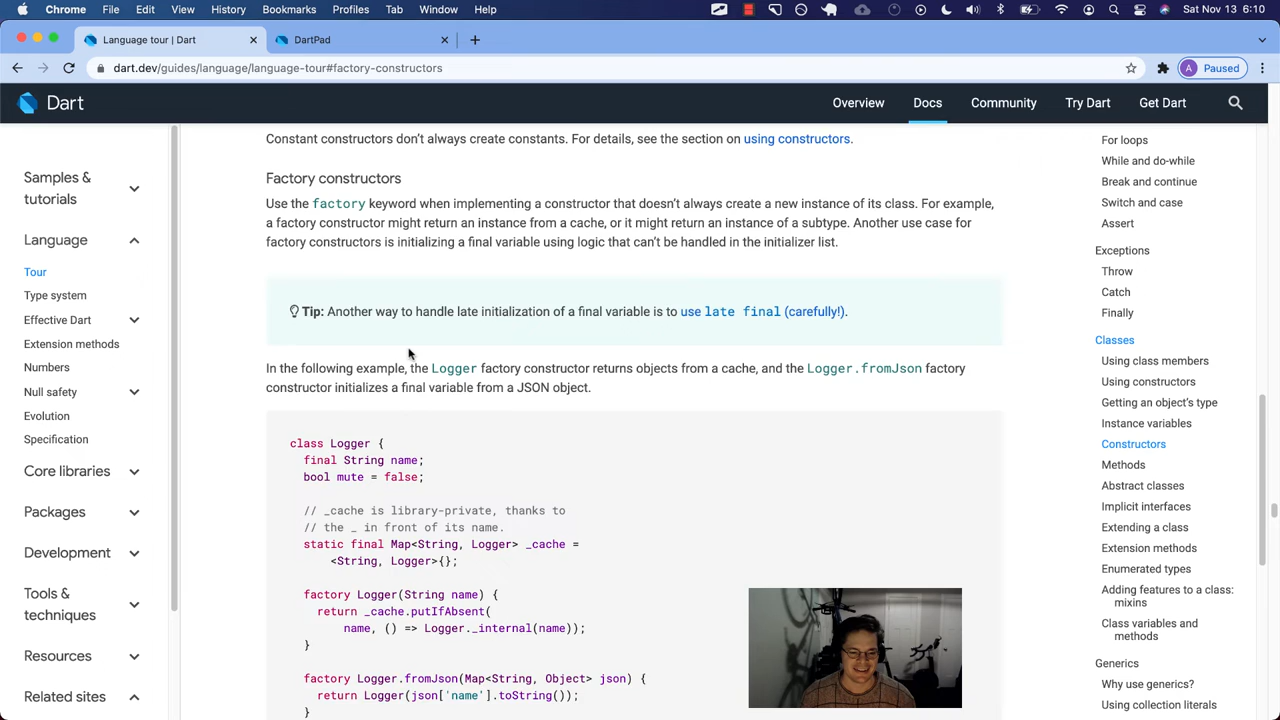 Chrome File Edit View History Bookmarks Profiles Tab Window Help Sat Nov 13 6:10
Language tour | Dart
DartPad
dart.dev/guides/language/language-tour#factory-constructors
A Paused
Dart
Overview Docs Community Try Dart Get Dart
Samples &
tutorials
Language
Tour
Type system
Effective Dart
Extension methods
Numbers
Null safety
Evolution
Specification
Core libraries
Packages
Development
Tools &
techniques
Resources
Related sites
Constant constructors don’t always create constants. For details, see the section on using constructors.
Factory constructors
Use the factory keyword when implementing a constructor that doesn’t always create a new instance of its class. For example,
a factory constructor might return an instance from a cache, or it might return an instance of a subtype. Another use case for
factory constructors is initializing a final variable using logic that can’t be handled in the initializer list.
Tip: Another way to handle late initialization of a final variable is to use late final (carefully!).
In the following example, the Logger factory constructor returns objects from a cache, and the Logger.fromJson factory
constructor initializes a final variable from a JSON object.
class Logger {
final String name;
bool mute = false;
// _cache is library-private, thanks to
// the _ in front of its name.
static final Map<String, Logger> _cache =
<String, Logger>{};
factory Logger(String name) {
return _cache.putIfAbsent(
name, () => Logger._internal(name));
}
factory Logger.fromJson(Map<String, Object> json) {
return Logger(json['name'].toString());
}
For loops
While and do-while
Break and continue
Switch and case
Assert
Exceptions
Throw
Catch
Finally
Classes
Using class members
Using constructors
Getting an object's type
Instance variables
Constructors
Methods
Abstract classes
Implicit interfaces
Extending a class
Extension methods
Enumerated types
Adding features to a class:
mixins
Class variables and
methods
Generics
Why use generics?
Using collection literals